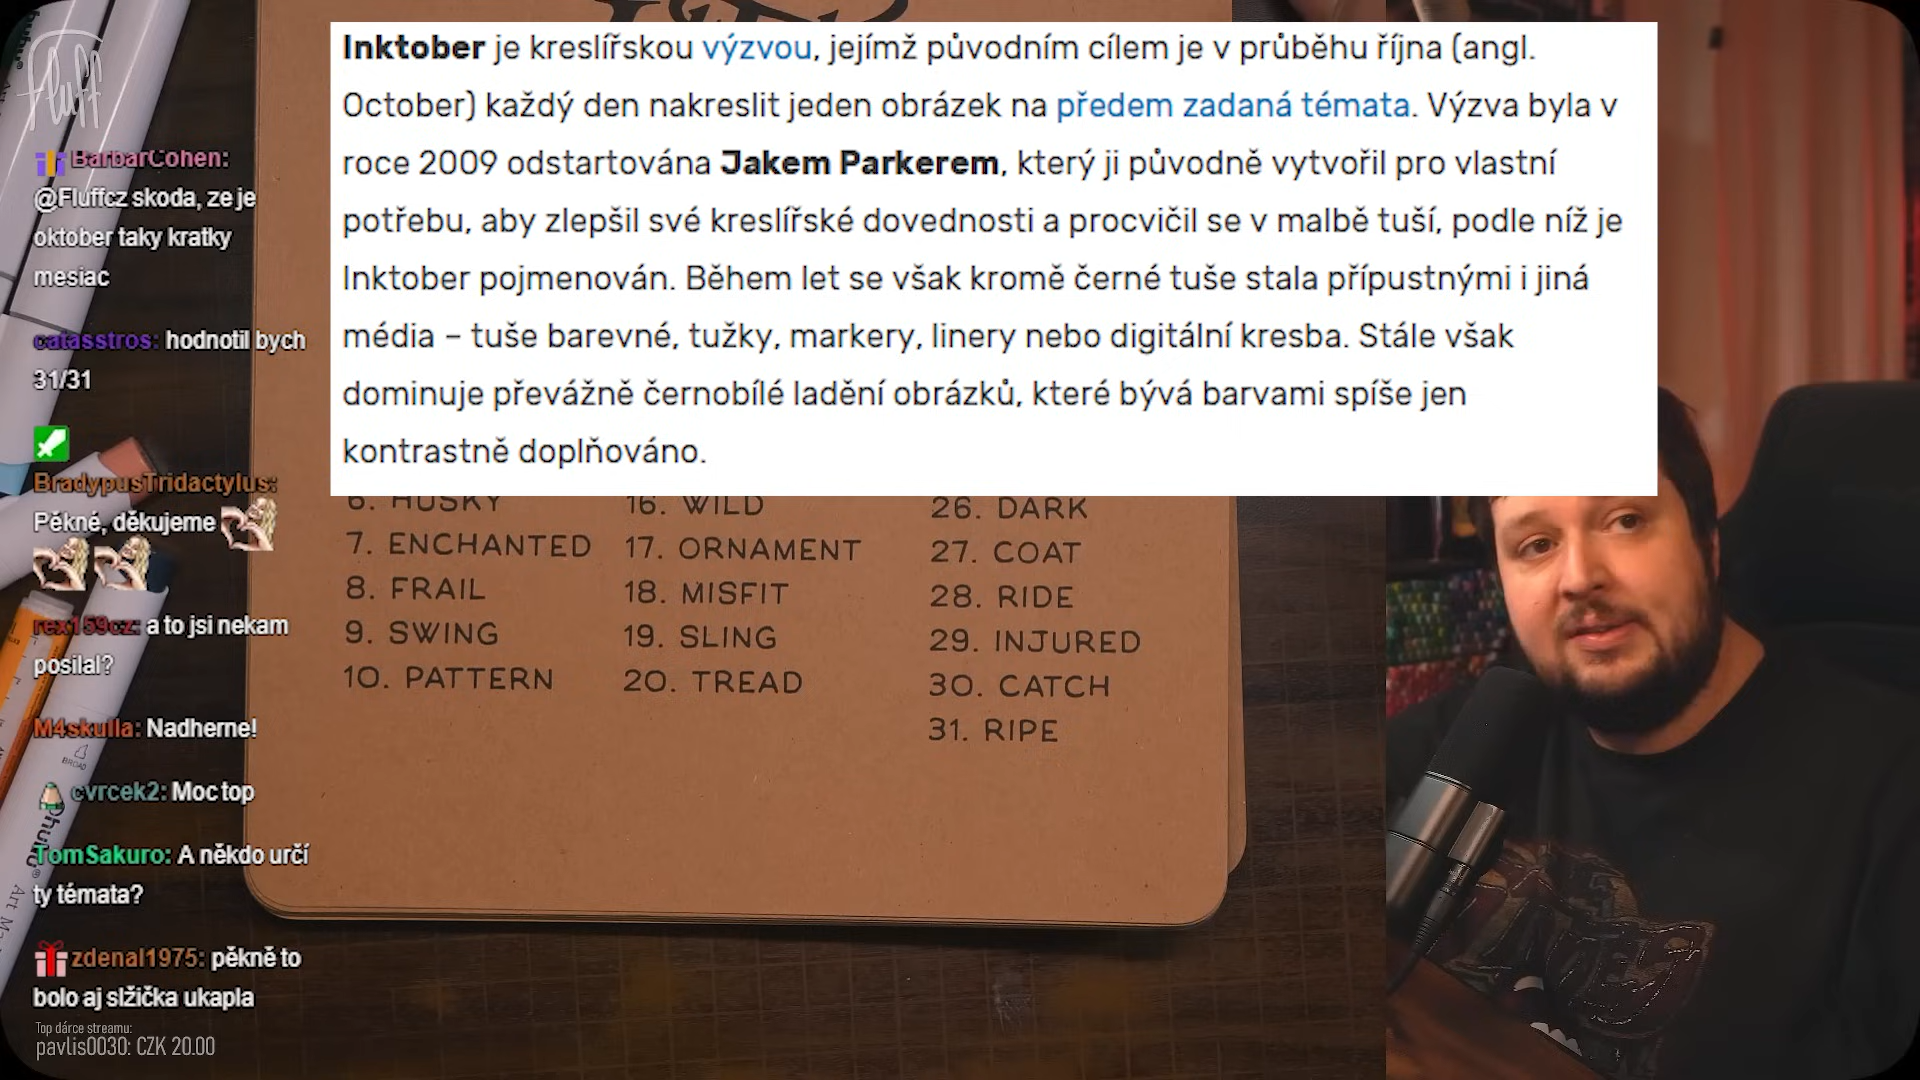 Fluff
Inktober je kreslířskou výzvou, jejímž původním cílem je v průběhu října (angl.
October) každý den nakreslit jeden obrázek na předem zadaná témata. Výzva byla v
roce 2009 odstartována Jakem Parkerem, který ji původně vytvořil pro vlastní
potřebu, aby zlepšil své kreslířské dovednosti a procvičil se v malbě tuší, podle níž je
Inktober pojmenován. Během let se však kromě černé tuše stala přípustnými i jiná
média – tuše barevné, tužky, markery, linery nebo digitální kresba. Stále však
dominuje převážně černobílé ladění obrázků, které bývá barvami spíše jen
kontrastně doplňováno.
BarbarCohen:
@Fluffcz skoda, ze je
oktober taky kratky
mesiac
catasstros: hodnotil bych
31/31
BradypusTridactylus:
Pěkné, děkujeme
rex159cz: a to jsi nekam
posilal?
M4skulla: Nadherne!
cvrcek2: Moc top
TomSakuro: A někdo určí
ty témata?
zdenal1975: pěkně to
bolo aj slžička ukapla
Top dárce streamu:
pavlis0030: CZK 20.00
6. HUSKY
7. ENCHANTED
8. FRAIL
9. SWING
10. PATTERN
16. WILD
17. ORNAMENT
18. MISFIT
19. SLING
20. TREAD
26. DARK
27. COAT
28. RIDE
29. INJURED
30. CATCH
31. RIPE
BROAD